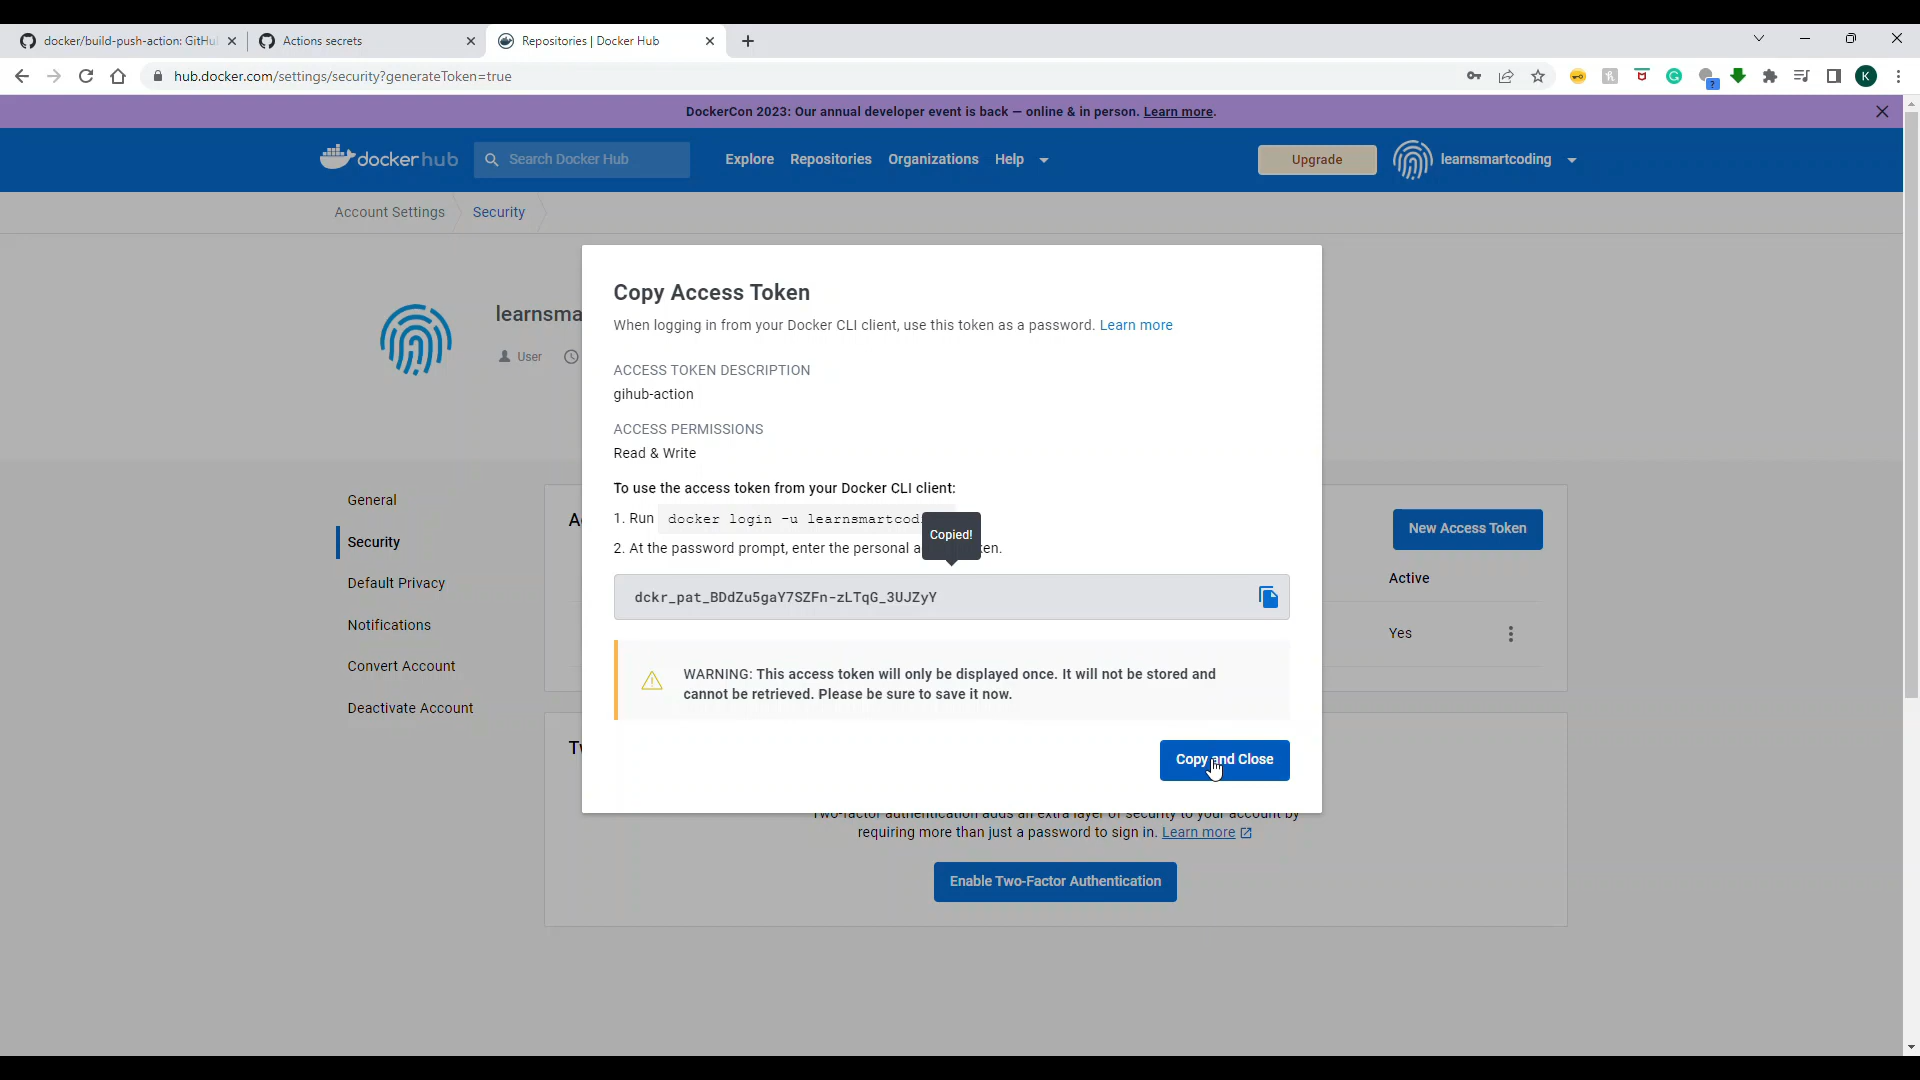 docker/build-push-action: GitHu
Actions secrets
Repositories | Docker Hub
hub.docker.com/settings/security?generateToken=true
K
DockerCon 2023: Our annual developer event is back — online & in person. Learn more.
dockerhub
Search Docker Hub
Explore
Repositories
Organizations
Help
Upgrade
learnsmartcoding
Account Settings
Security
learnsma
User
Copy Access Token
When logging in from your Docker CLI client, use this token as a password. Learn more
ACCESS TOKEN DESCRIPTION
gihub-action
ACCESS PERMISSIONS
Read & Write
To use the access token from your Docker CLI client:
1. Run docker login -u learnsmartcodi
Copied!
2. At the password prompt, enter the personal a en.
dckr_pat_BDdZu5gaY7SZFn-zLTqG_3UJZyY
WARNING: This access token will only be displayed once. It will not be stored and
cannot be retrieved. Please be sure to save it now.
Copy and Close
General
Security
Default Privacy
Notifications
Convert Account
Deactivate Account
A
New Access Token
Active
Yes
Tw
Two-factor authentication adds an extra layer of security to your account by
requiring more than just a password to sign in. Learn more
Enable Two-Factor Authentication